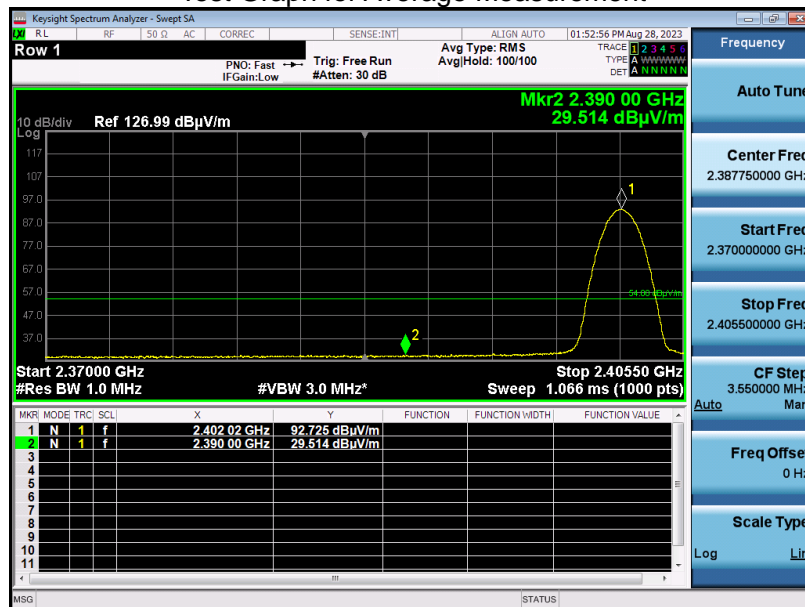 Test Graph for Average Measurement
Keysight Spectrum Analyzer - Swept SA
RL RF 50 Ω AC CORREC SENSE:INT ALIGN AUTO 01:52:56 PM Aug 28, 2023
Row 1
PNO: Fast
IFGain:Low
Trig: Free Run
#Atten: 30 dB
Avg Type: RMS
Avg|Hold: 100/100
TRACE 1 2 3 4 5 6
TYPE A WWWWW
DET A N N N N N
Mkr2 2.390 00 GHz
29.514 dBµV/m
10 dB/div Ref 126.99 dBµV/m
Log
117
107
97.0
87.0
77.0
67.0
57.0
47.0
37.0
1
54.00 dBµV/m
2
Start 2.37000 GHz Stop 2.40550 GHz
#Res BW 1.0 MHz #VBW 3.0 MHz* Sweep 1.066 ms (1000 pts)
MKR MODE TRC SCL X Y FUNCTION FUNCTION WIDTH FUNCTION VALUE
1 N 1 f 2.402 02 GHz 92.725 dBµV/m
2 N 1 f 2.390 00 GHz 29.514 dBµV/m
3
4
5
6
7
8
9
10
11
MSG STATUS
Frequency
Auto Tune
Center Freq
2.387750000 GHz
Start Freq
2.370000000 GHz
Stop Freq
2.405500000 GHz
CF Step
3.550000 MHz
Auto Man
Freq Offset
0 Hz
Scale Type
Log Lin